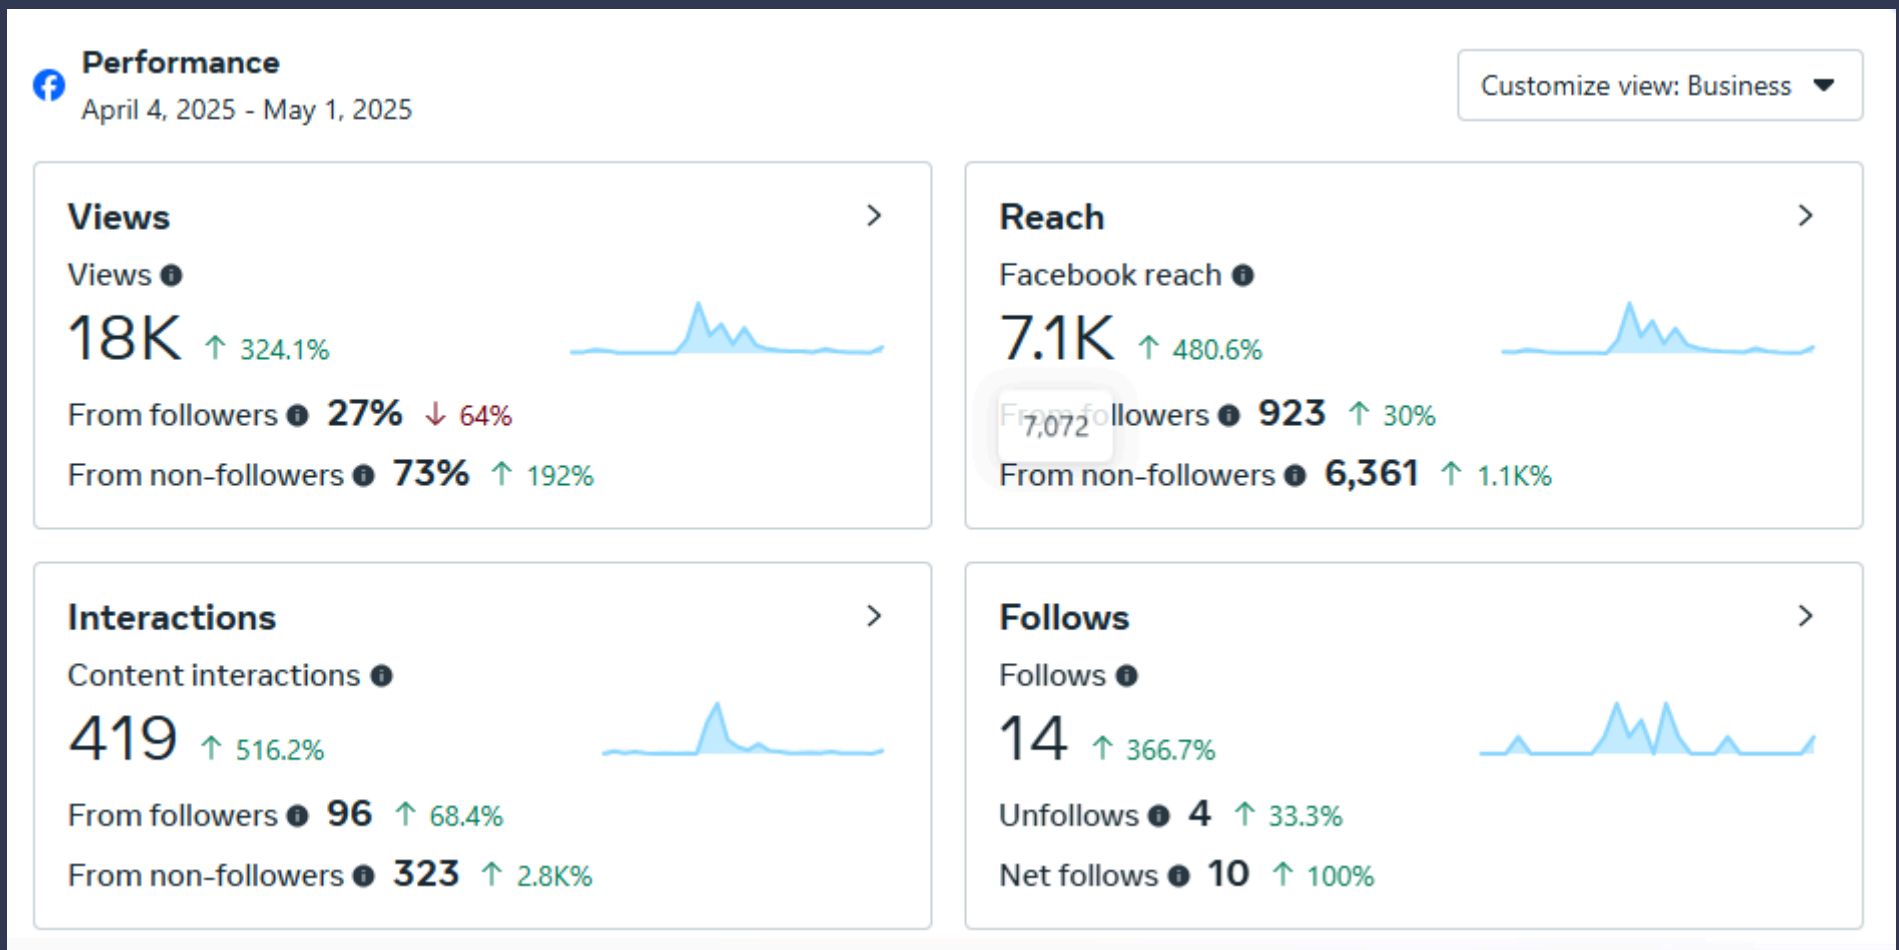 Performance
April 4, 2025 - May 1, 2025
Customize view: Business
Views
Views
18K ↑ 324.1%
From followers 27% ↓ 64%
From non-followers 73% ↑ 192%
Reach
Facebook reach
7.1K ↑ 480.6%
From followers 923 ↑ 30%
7,072
From non-followers 6,361 ↑ 1.1K%
Interactions
Content interactions
419 ↑ 516.2%
From followers 96 ↑ 68.4%
From non-followers 323 ↑ 2.8K%
Follows
Follows
14 ↑ 366.7%
Unfollows 4 ↑ 33.3%
Net follows 10 ↑ 100%